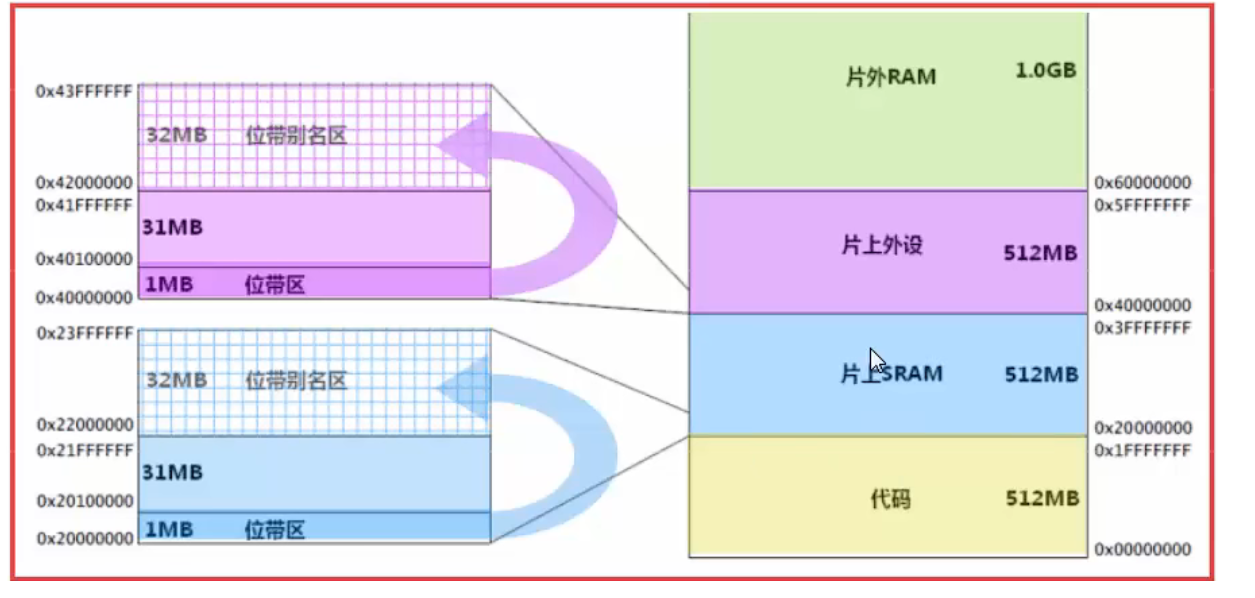 0x43FFFFFF
32MB 位带别名区
0x42000000
0x41FFFFFF
31MB
0x40100000
1MB 位带区
0x40000000
0x23FFFFFF
32MB 位带别名区
0x22000000
0x21FFFFFF
31MB
0x20100000
1MB 位带区
0x20000000
片外RAM 1.0GB
0x60000000
0x5FFFFFFF
片上外设 512MB
0x40000000
0x3FFFFFFF
片上SRAM 512MB
0x20000000
0x1FFFFFFF
代码 512MB
0x00000000